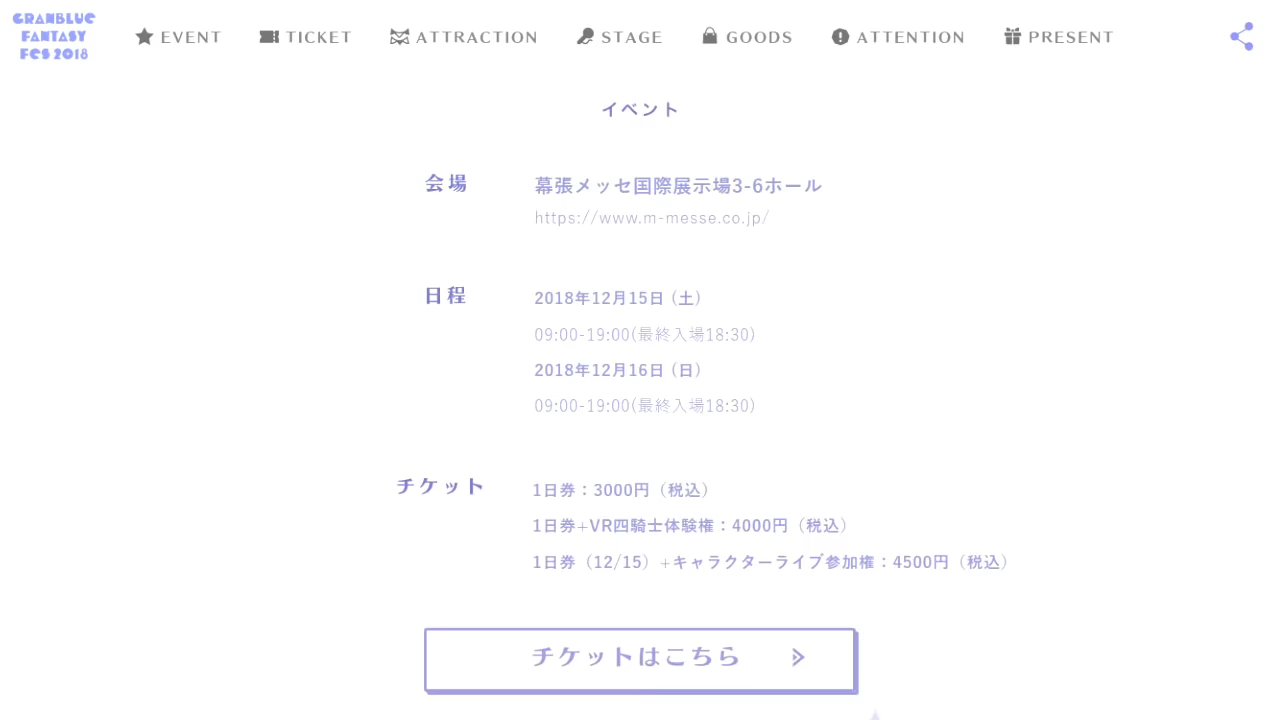 GRANBLUE
FANTASY
FES 2018
EVENT
TICKET
ATTRACTION
STAGE
GOODS
ATTENTION
PRESENT
イベント
会場
幕張メッセ国際展示場3-6ホール
https://www.m-messe.co.jp/
日程
2018年12月15日 (土)
09:00-19:00(最終入場18:30)
2018年12月16日 (日)
09:00-19:00(最終入場18:30)
チケット
1日券：3000円（税込）
1日券+VR四騎士体験権：4000円（税込）
1日券（12/15）+キャラクターライブ参加権：4500円（税込）
チケットはこちら